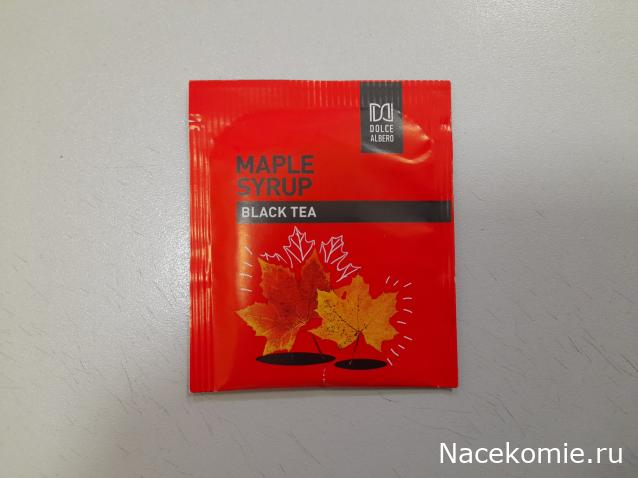 DOLCE
ALBERO
MAPLE
SYRUP
BLACK TEA
Nacekomie.ru